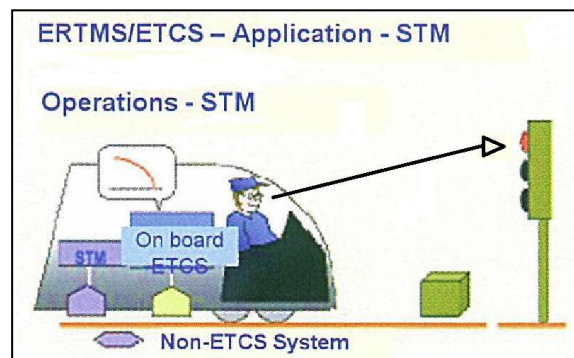 ERTMS/ETCS – Application - STM
Operations - STM
On board
ETCS
STM
Non-ETCS System